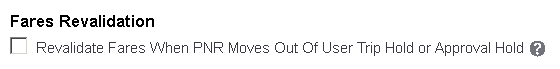 Fares Revalidation
Revalidate Fares When PNR Moves Out Of User Trip Hold or Approval Hold ?